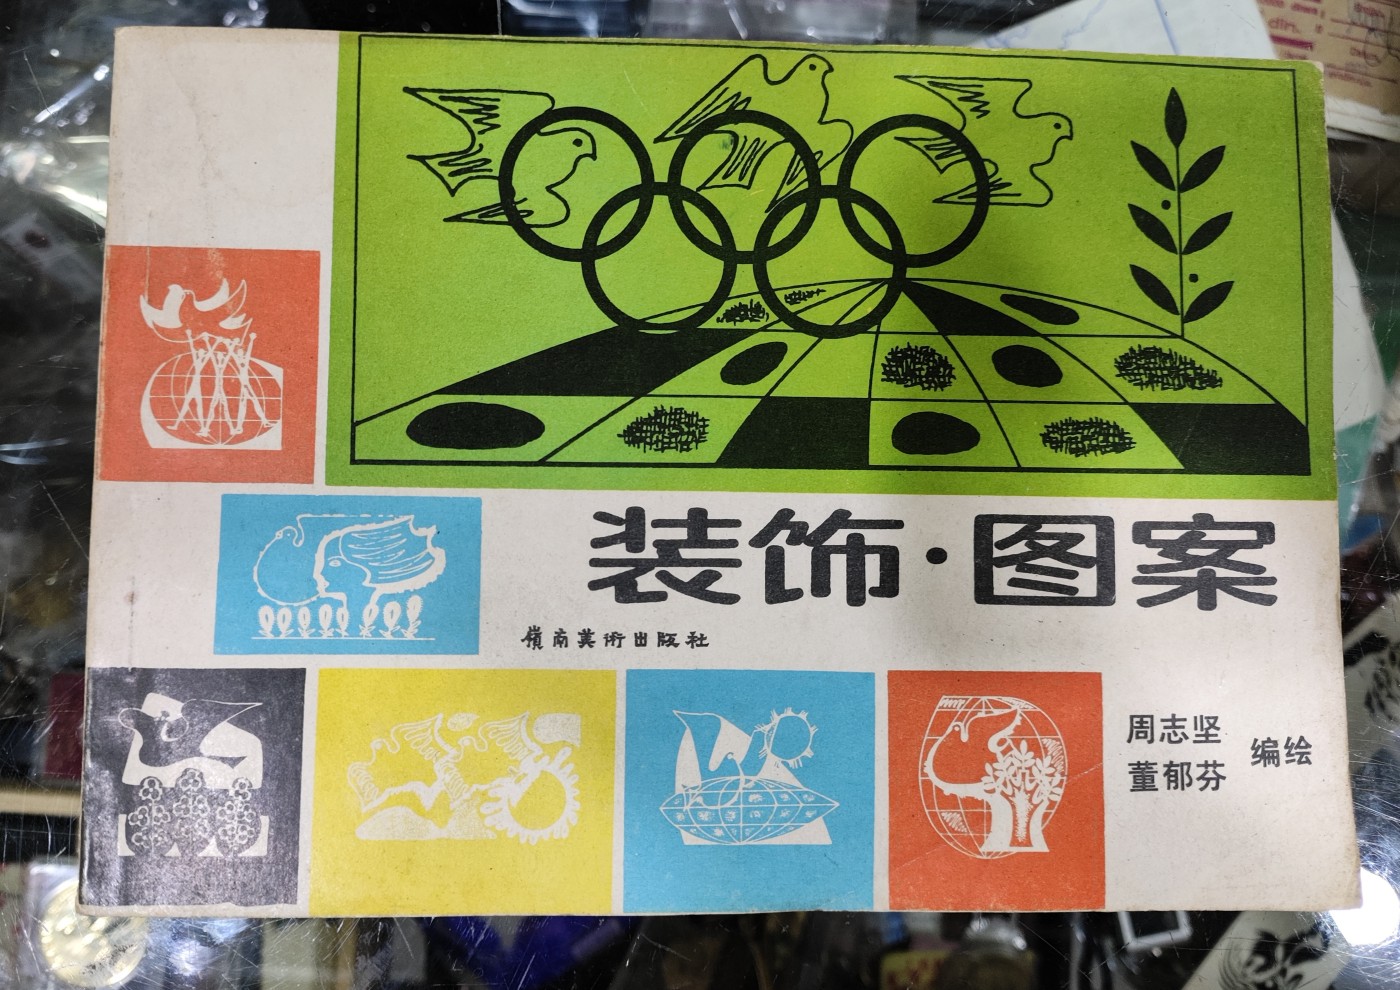 装饰·图案
嶺南美術出版社
周志坚
董郁芬
编绘